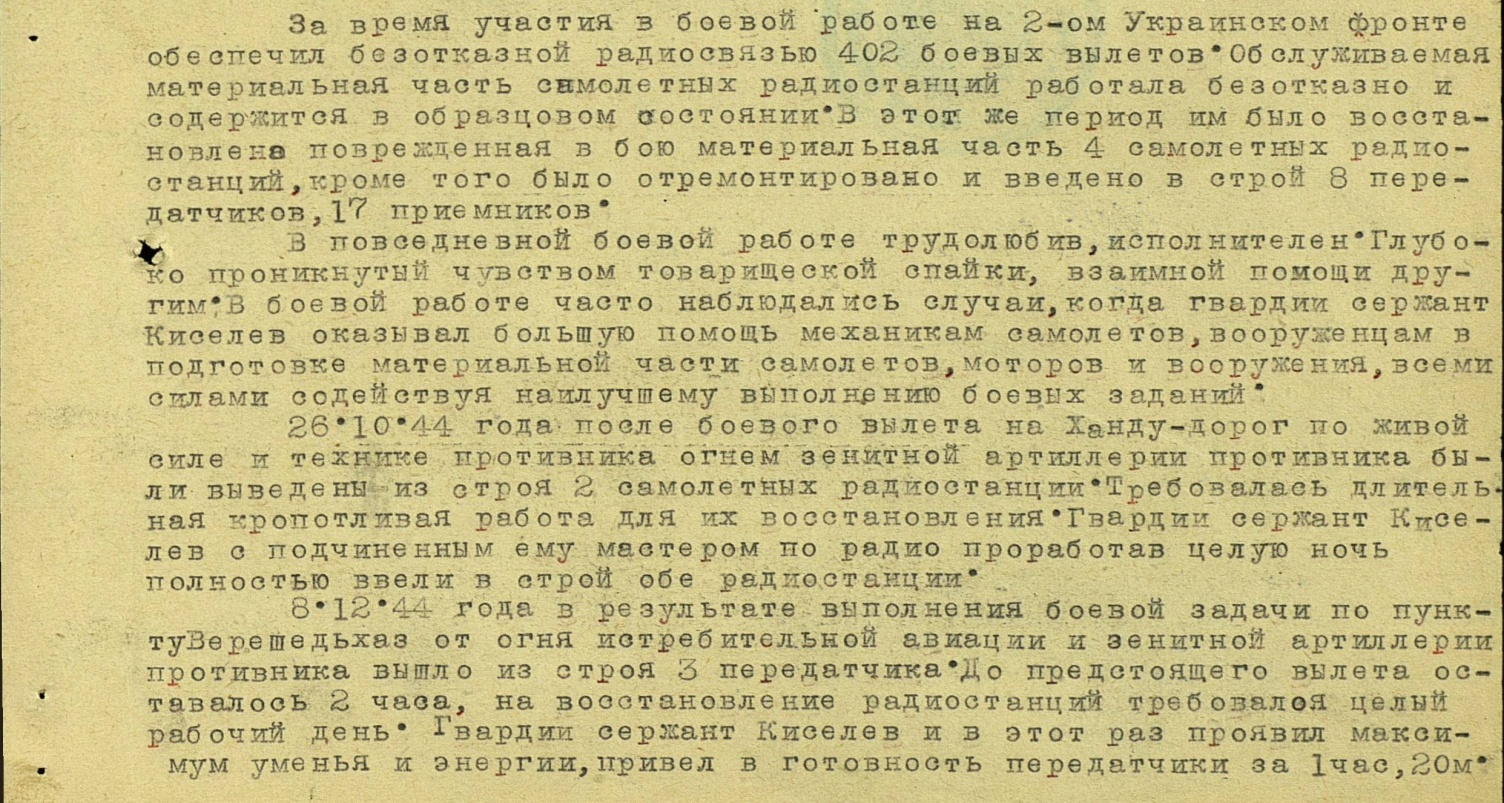 За время участия в боевой работе на 2-ом Украинском фронте
обеспечил безотказной радиосвязью 402 боевых вылетов.Обслуживаемая
материальная часть самолетных радиостанций работала безотказно и
содержится в образцовом состоянии.В этот же период им было восста-
новлена поврежденная в бою материальная часть 4 самолетных радио-
станций,кроме того было отремонтировано и введено в строй 8 пере-
датчиков,17 приемников.
В повседневной боевой работе трудолюбив,исполнителен.Глубо-
ко проникнутый чувством товарищеской спайки, взаимной помощи дру-
гим.В боевой работе часто наблюдались случаи,когда гвардии сержант
Киселев оказывал большую помощь механикам самолетов,вооруженцам в
подготовке материальной части самолетов,моторов и вооружения,всеми
силами содействуя наилучшему выполнению боевых заданий.
26.10.44 года после боевого вылета на Ханду-дорог по живой
силе и технике противника огнем зенитной артиллерии противника бы-
ли выведены из строя 2 самолетных радиостанции.Требовалась длитель-
ная кропотливая работа для их восстановления.Гвардии сержант Кисе-
лев с подчиненным ему мастером по радио проработав целую ночь
полностью ввели в строй обе радиостанции.
8.12.44 года в результате выполнения боевой задачи по пунк-
туВерешедьхаз от огня истребительной авиации и зенитной артиллерии
противника вышло из строя 3 передатчика.До предстоящего вылета ос-
тавалось 2 часа, на восстановление радиостанций требовалоя целый
рабочий день. Гвардии сержант Киселев и в этот раз проявил макси-
мум уменья и энергии,привел в готовность передатчики за 1час,20м.